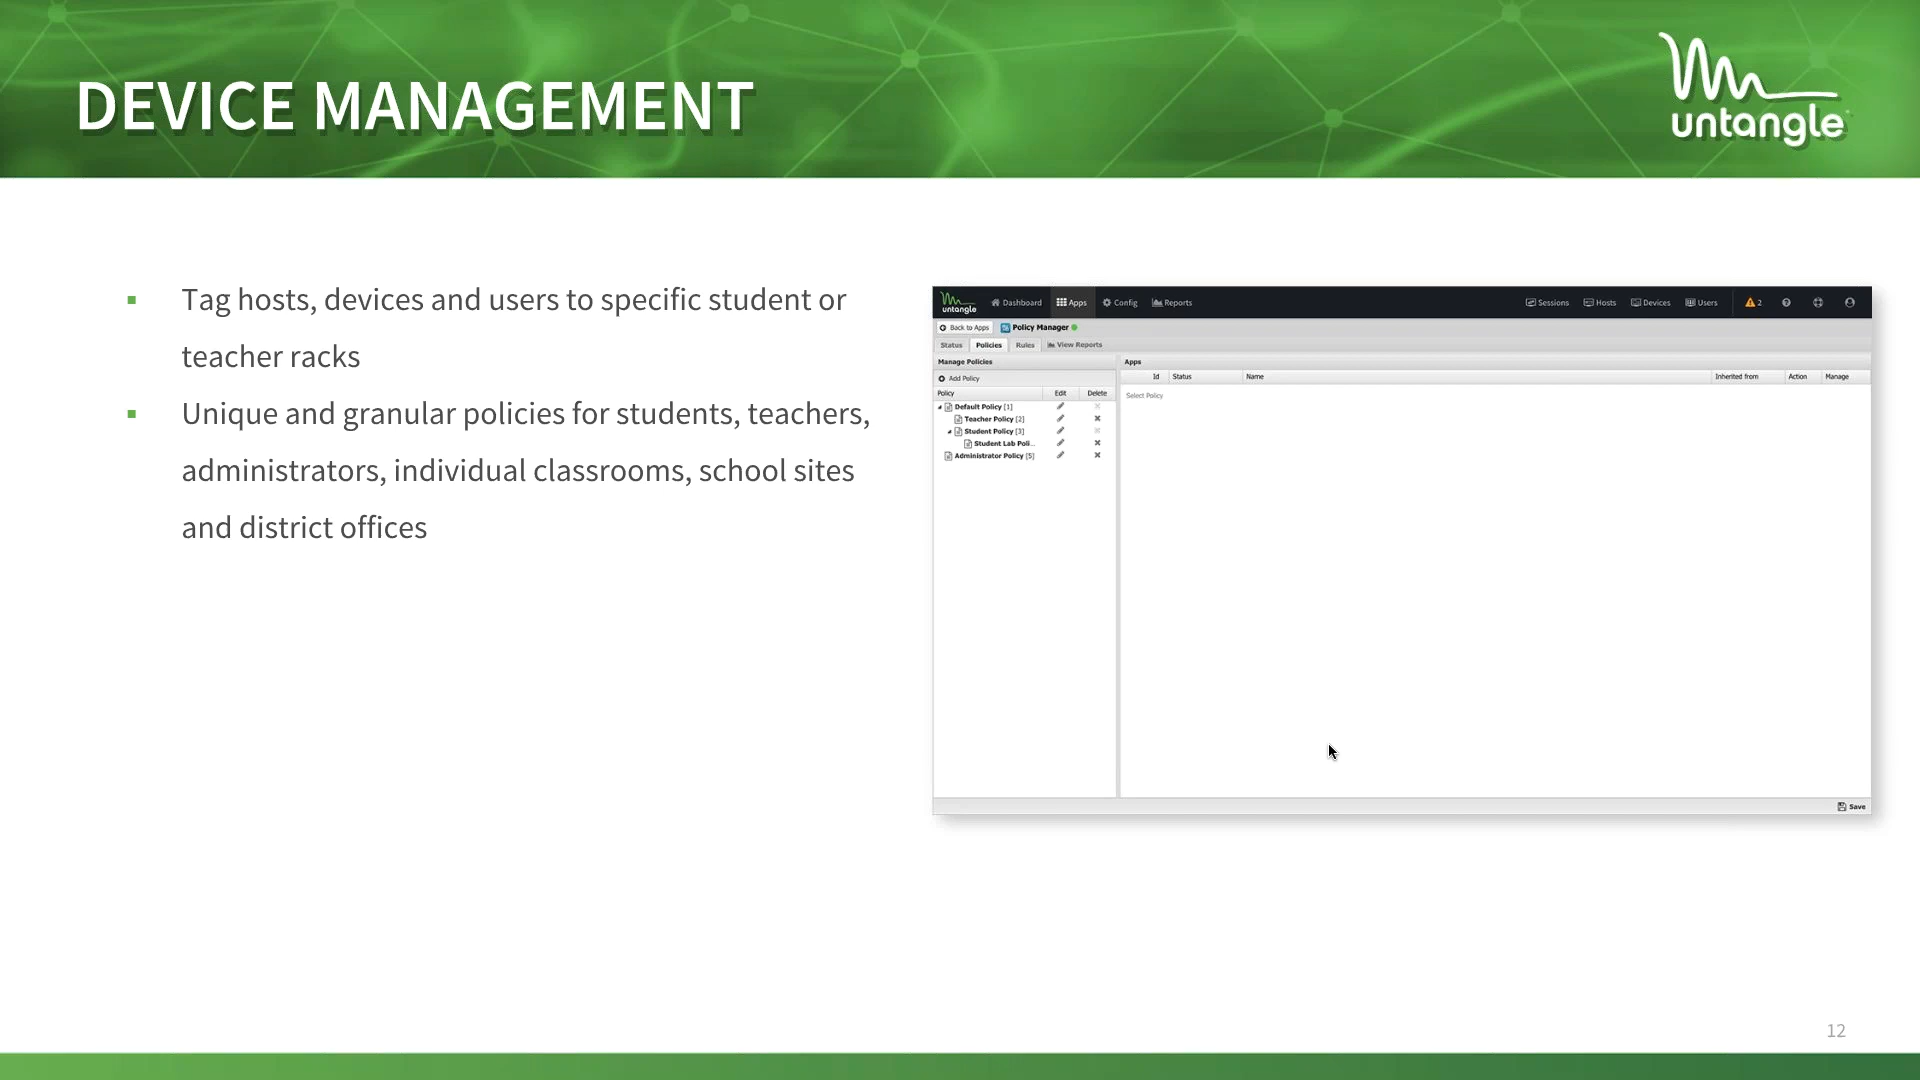 DEVICE MANAGEMENT
untangle
▪ Tag hosts, devices and users to specific student or
teacher racks
▪ Unique and granular policies for students, teachers,
administrators, individual classrooms, school sites
and district offices
untangle
Dashboard Apps Config Reports Sessions Hosts Devices Users 2
Back to Apps Policy Manager
Status Policies Rules View Reports
Manage Policies Apps
Add Policy
Id Status Name Inherited from Action Manage
Policy Edit Delete
Select Policy
Default Policy [1]
Teacher Policy [2]
Student Policy [3]
Student Lab Poli...
Administrator Policy [5]
Save
12